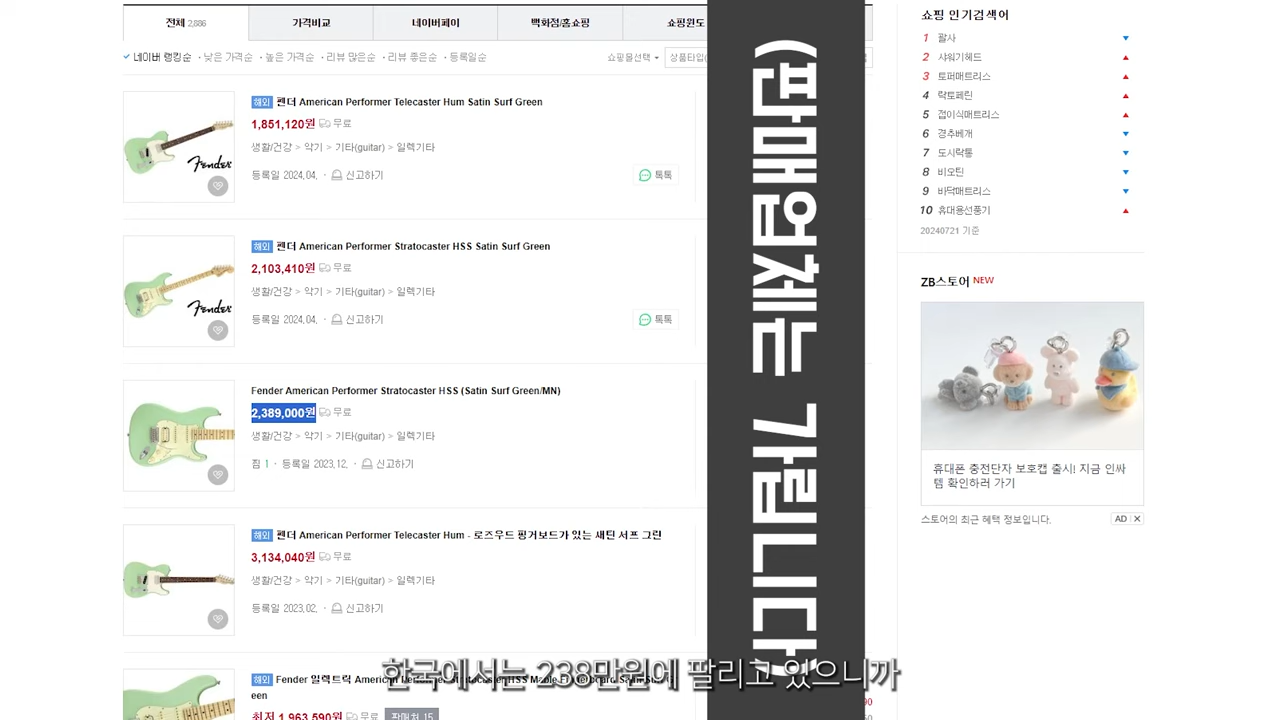 전체 2,886
가격비교
네이버페이
백화점/홈쇼핑
쇼핑윈도
네이버 랭킹순 · 낮은 가격순 · 높은 가격순 · 리뷰 많은순 · 리뷰 좋은순 · 등록일순
쇼핑몰선택
상품타입(
해외 펜더 American Performer Telecaster Hum Satin Surf Green
1,851,120원 무료
생활/건강 > 악기 > 기타(guitar) > 일렉기타
등록일 2024.04. · 신고하기
톡톡
Fender
해외 펜더 American Performer Stratocaster HSS Satin Surf Green
2,103,410원 무료
생활/건강 > 악기 > 기타(guitar) > 일렉기타
등록일 2024.04. · 신고하기
톡톡
Fender
Fender American Performer Stratocaster HSS (Satin Surf Green/MN)
2,389,000원 무료
생활/건강 > 악기 > 기타(guitar) > 일렉기타
찜 1 · 등록일 2023.12. · 신고하기
해외 펜더 American Performer Telecaster Hum - 로즈우드 핑거보드가 있는 새틴 서프 그린
3,134,040원 무료
생활/건강 > 악기 > 기타(guitar) > 일렉기타
등록일 2023.02. · 신고하기
해외 Fender 일렉트릭 American
een
최저 1,963,590원 무료 판매처 15
(판매업체는 가립니다)
한국에서는 238만원에 팔리고 있으니까
쇼핑 인기검색어
1 팔사
2 샤워기헤드
3 토퍼매트리스
4 락토페린
5 접이식매트리스
6 경추베개
7 도시락통
8 비오틴
9 바닥매트리스
10 휴대용선풍기
20240721 기준
ZB스토어 NEW
휴대폰 충전단자 보호캡 출시! 지금 인싸
템 확인하러 가기
스토어의 최근 혜택 정보입니다.
AD